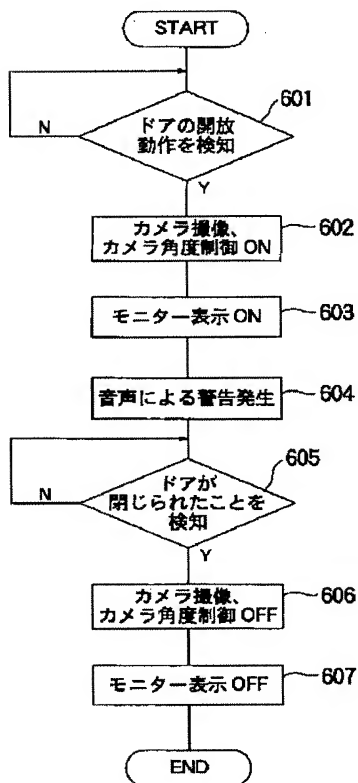 START
601
ドアの開放
動作を検知
N
Y
602
カメラ撮像、
カメラ角度制御 ON
603
モニター表示 ON
604
音声による警告発生
605
ドアが
閉じられたことを
検知
N
Y
606
カメラ撮像、
カメラ角度制御 OFF
607
モニター表示 OFF
END